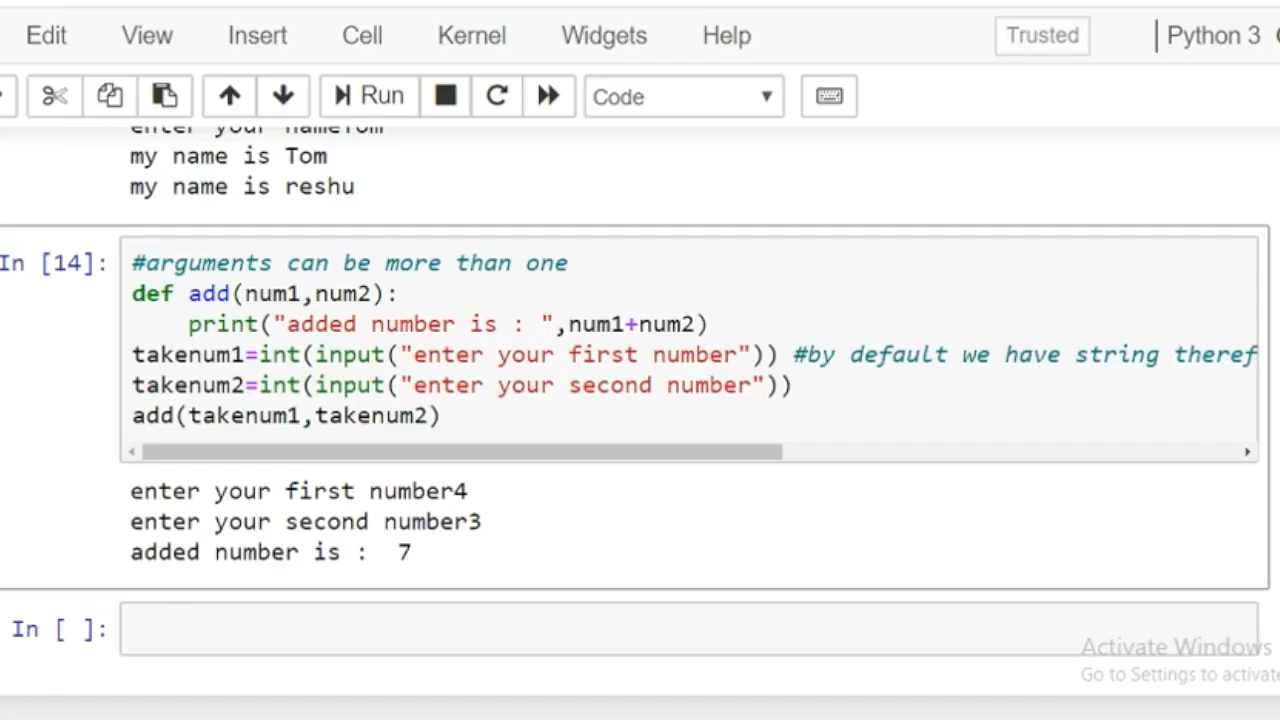 Edit View Insert Cell Kernel Widgets Help Trusted Python 3
Run Code
enter your nameTom
my name is Tom
my name is reshu
In [14]:
#arguments can be more than one
def add(num1,num2):
    print("added number is : ",num1+num2)
takenum1=int(input("enter your first number")) #by default we have string theref
takenum2=int(input("enter your second number"))
add(takenum1,takenum2)
enter your first number4
enter your second number3
added number is :  7
In [ ]:
Activate Windows
Go to Settings to activate